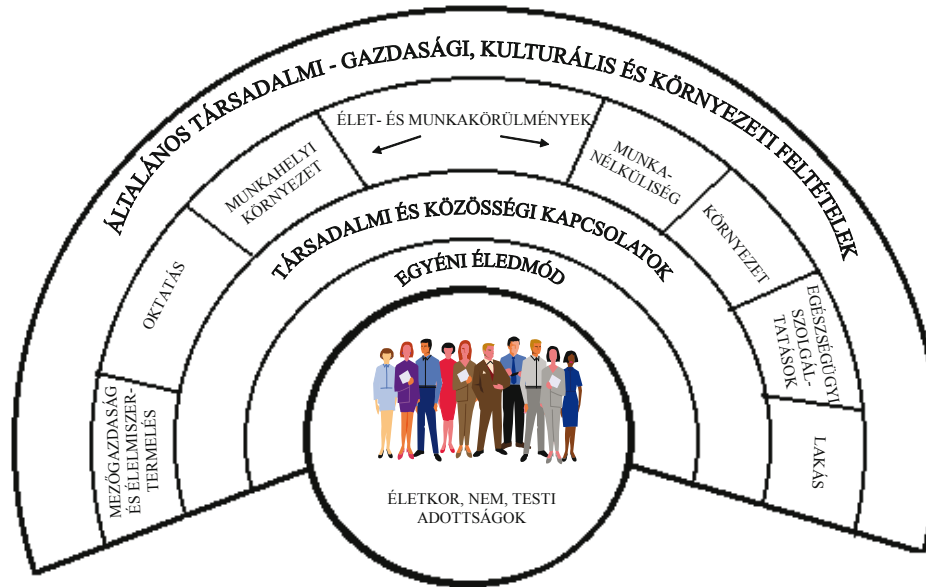 ÁLTALÁNOS TÁRSADALMI - GAZDASÁGI, KULTURÁLIS ÉS KÖRNYEZETI FELTÉTELEK
ÉLET- ÉS MUNKAKÖRÜLMÉNYEK
MEZŐGAZDASÁG
ÉS ÉLELMISZER-
TERMELÉS
OKTATÁS
MUNKAHELYI
KÖRNYEZET
MUNKA-
NÉLKÜLISÉG
KÖRNYEZET
EGÉSZSÉGÜGYI
SZOLGÁL-
TATÁSOK
LAKÁS
TÁRSADALMI ÉS KÖZÖSSÉGI KAPCSOLATOK
EGYÉNI ÉLEDMÓD
ÉLETKOR, NEM, TESTI
ADOTTSÁGOK